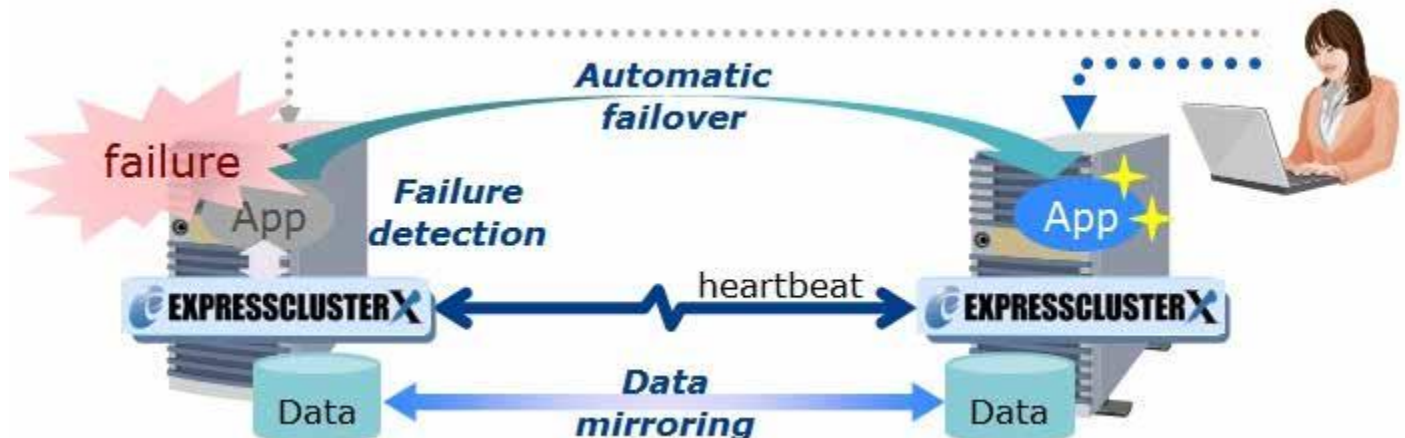 Automatic
failover
failure
App
Failure
detection
App
heartbeat
EXPRESSCLUSTER X
EXPRESSCLUSTER X
Data
Data
mirroring
Data